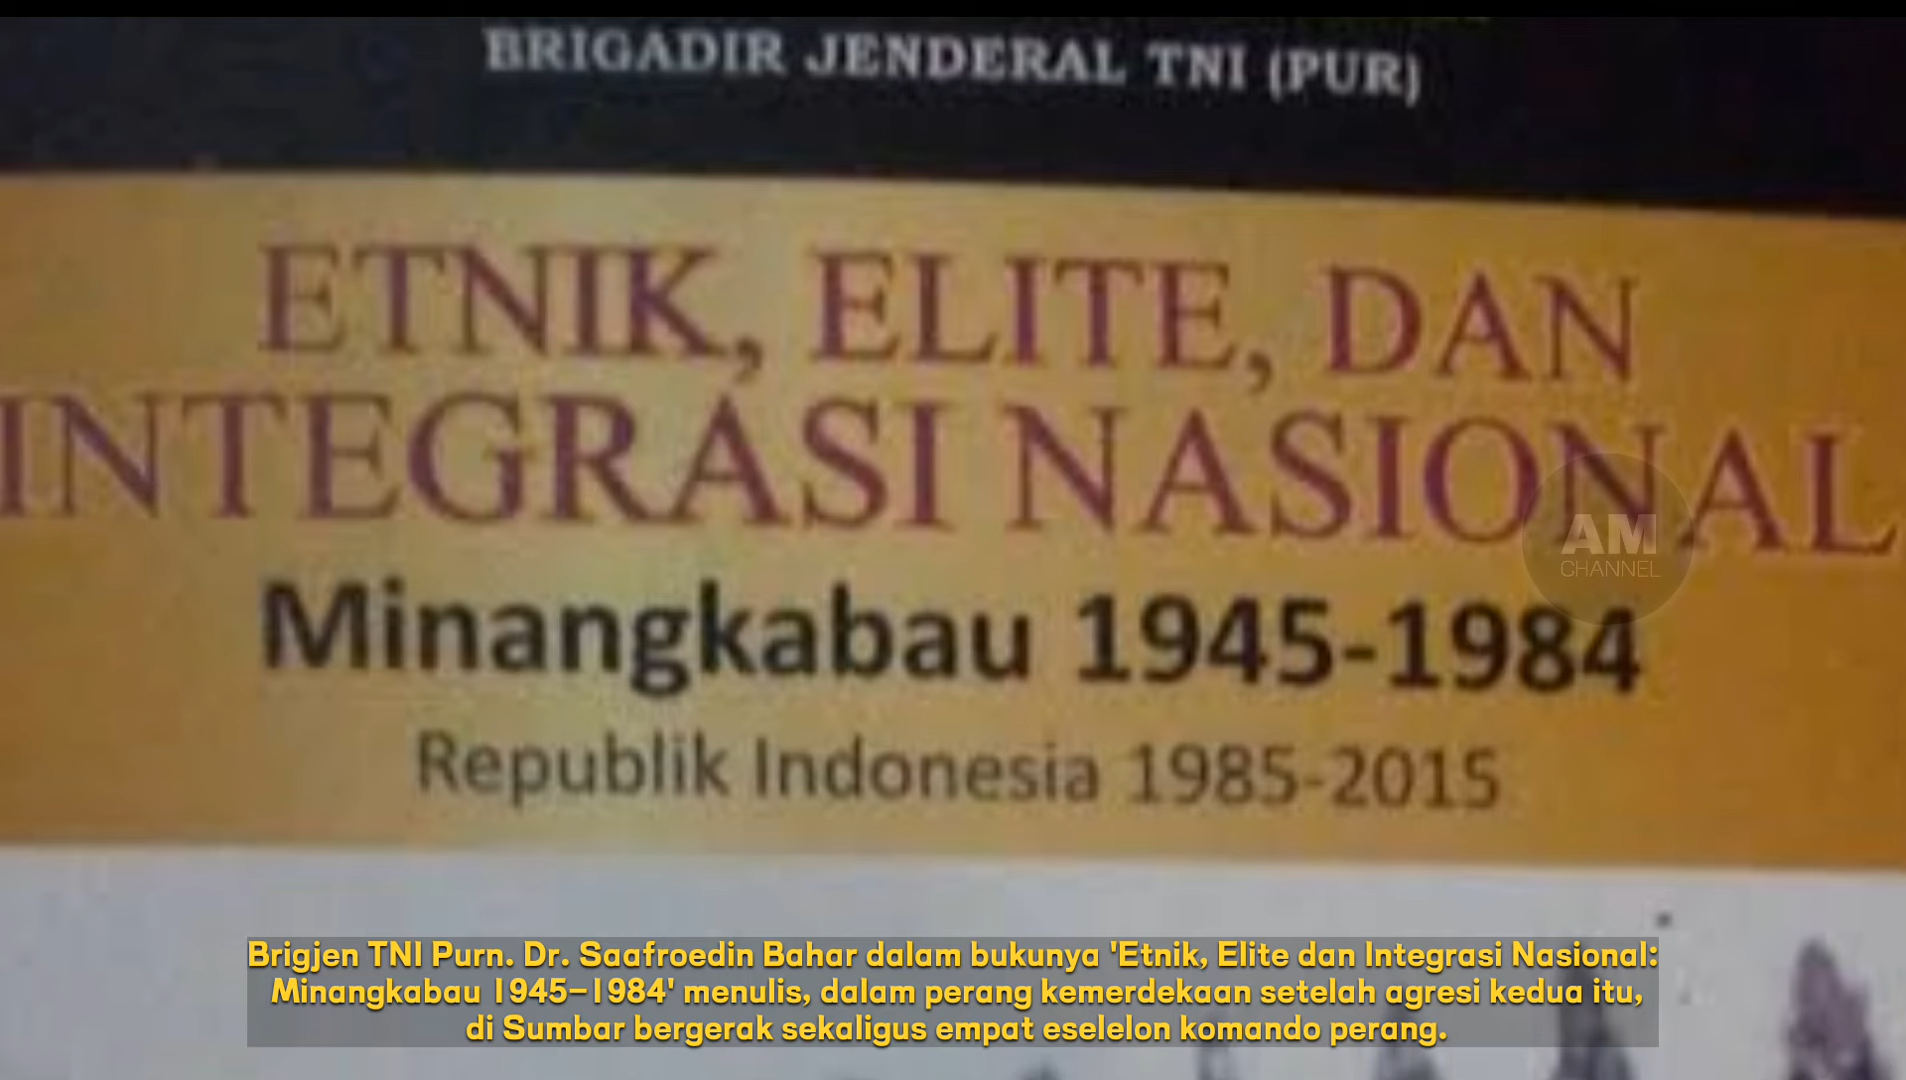 BRIGADIR JENDERAL TNI (PUR)
ETNIK, ELITE, DAN
INTEGRASI NASIONAL
Minangkabau 1945-1984
Republik Indonesia 1985-2015
AM
CHANNEL
Brigjen TNI Purn. Dr. Saafroedin Bahar dalam bukunya 'Etnik, Elite dan Integrasi Nasional:
Minangkabau 1945–1984' menulis, dalam perang kemerdekaan setelah agresi kedua itu,
di Sumbar bergerak sekaligus empat eselelon komando perang.